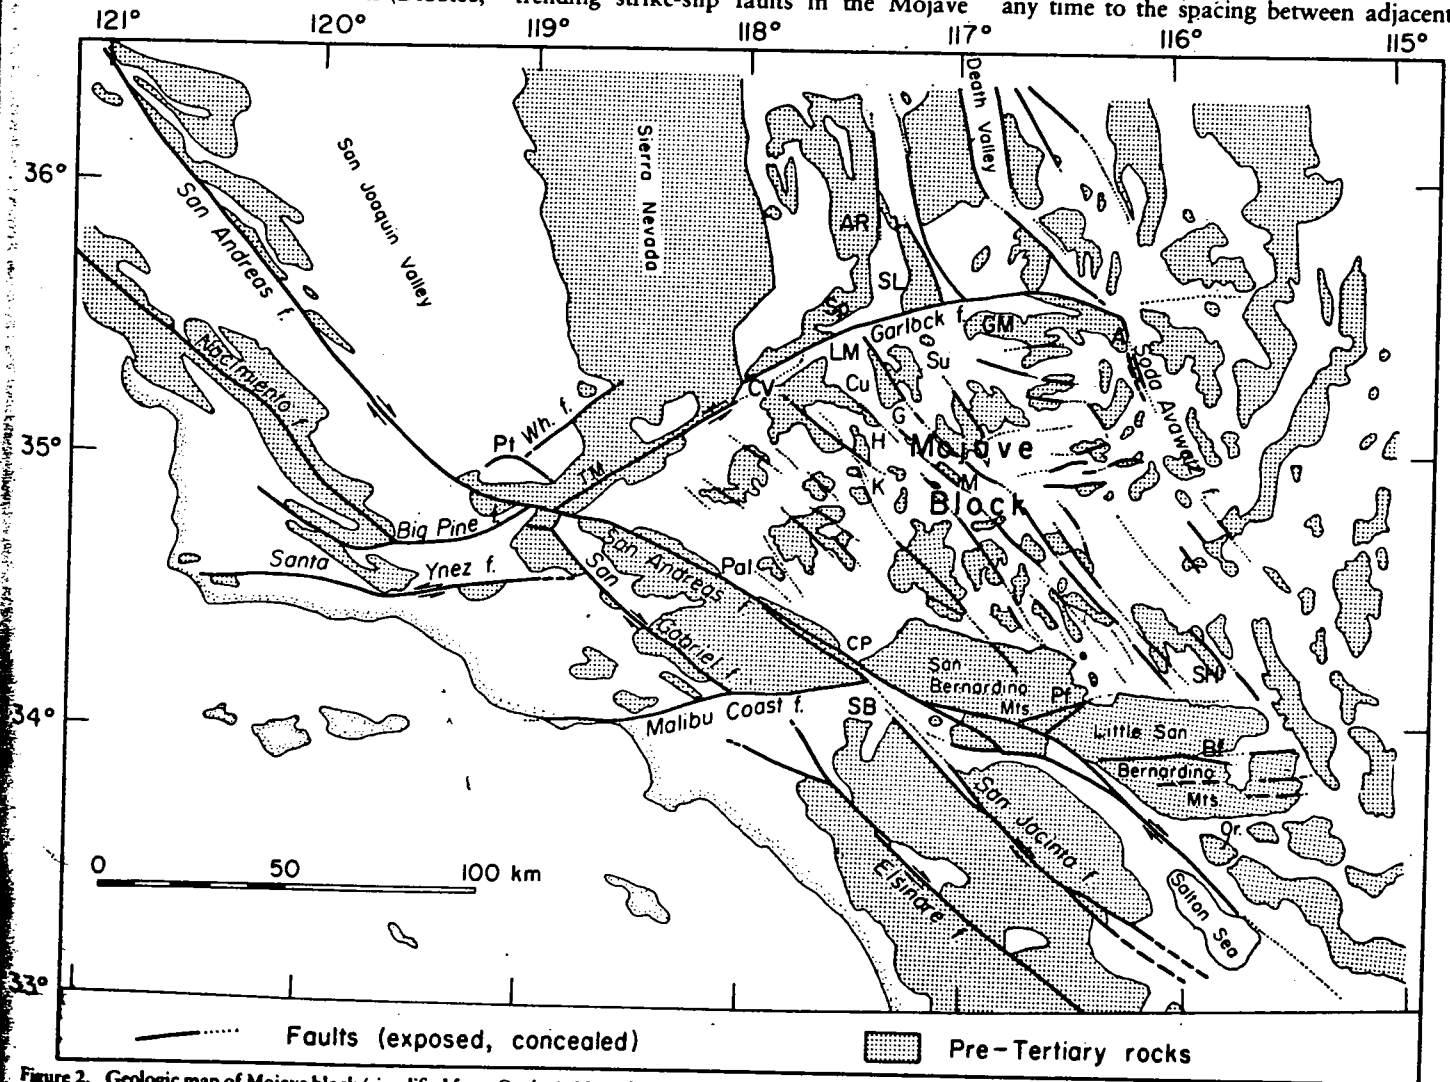 trending strike-slip faults in the Mojave any time to the spacing between adjacent
121° 120° 119° 118° 117° 116° 115°
36°
35°
34°
33°
San Andreas f.
San Joaquin Valley
Sierra Nevada
Death Valley
AR
SL
Sp
Garlock f.
GM
A
Soda Avawatz f.
LM
Su
Cu
CV
G
H
Mojave
K
M
Block
Nacimiento f.
Pt
Wh. f.
TM
Big Pine f.
Santa Ynez f.
San Andreas f.
Pal.
San Gabriel f.
CP
San
Bernardino
Mts.
Pf
SH
SB
Malibu Coast f.
Little San
Bf
Bernardino
Mts.
Or.
San Jacinta f.
Elsinore f.
Salton Sea
0 50 100 km
Faults (exposed, concealed)
Pre-Tertiary rocks
Figure 2. Geologic map of Mojave block